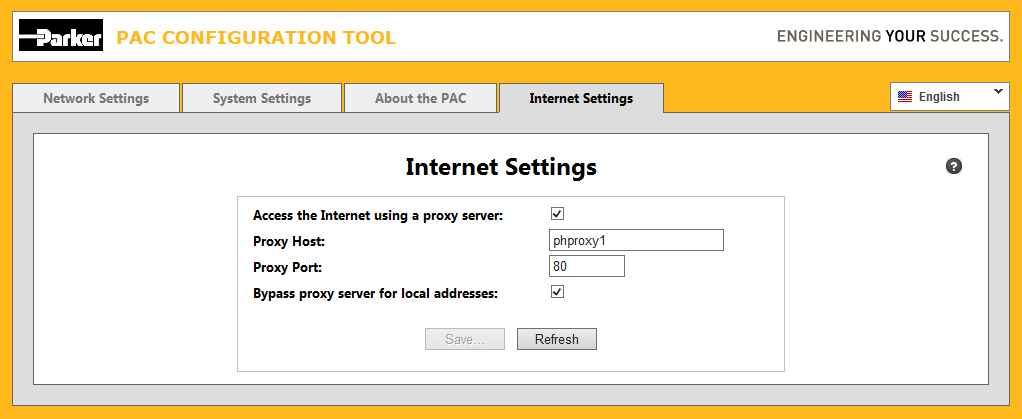 Parker PAC CONFIGURATION TOOL ENGINEERING YOUR SUCCESS.
Network Settings System Settings About the PAC Internet Settings English
Internet Settings ?
Access the Internet using a proxy server:
Proxy Host: phproxy1
Proxy Port: 80
Bypass proxy server for local addresses:
Save... Refresh